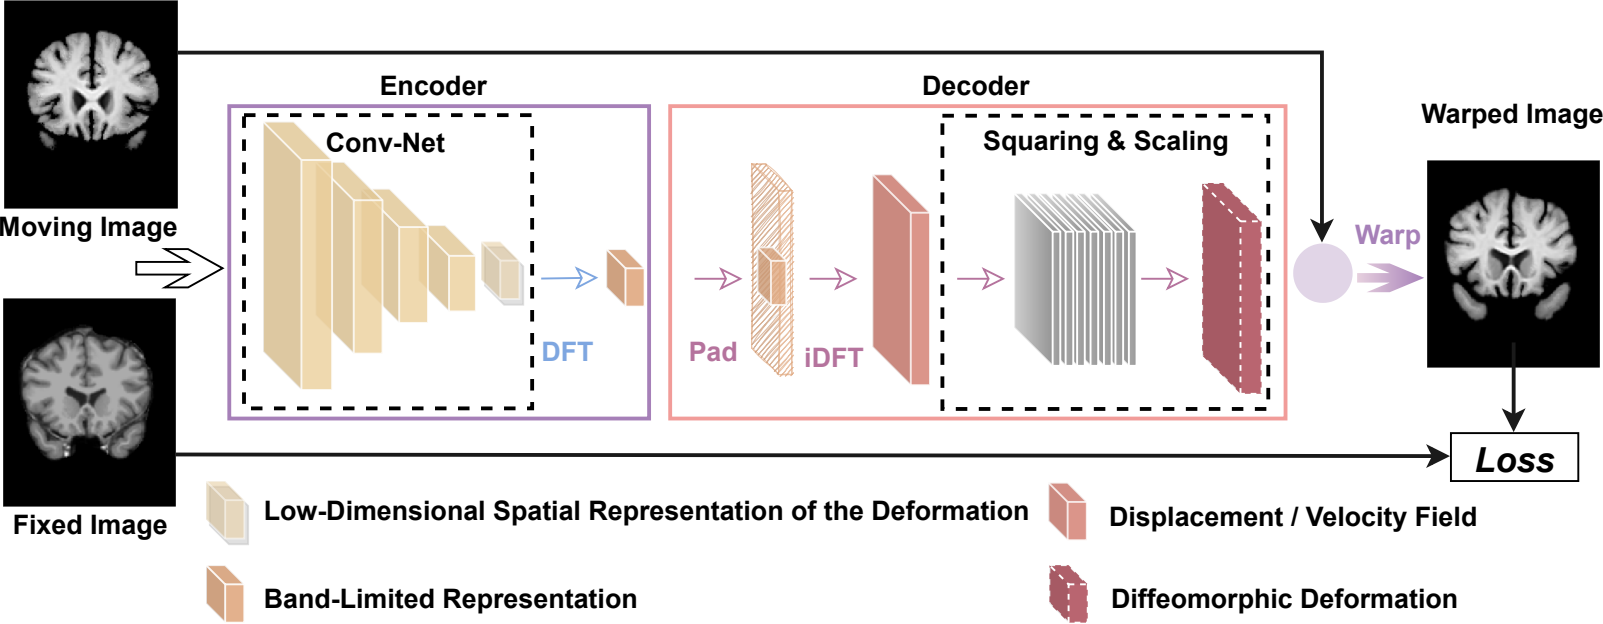 Encoder
Decoder
Warped Image
Conv-Net
Squaring & Scaling
Moving Image
Warp
DFT
Pad
iDFT
Loss
Fixed Image
Low-Dimensional Spatial Representation of the Deformation
Displacement / Velocity Field
Band-Limited Representation
Diffeomorphic Deformation